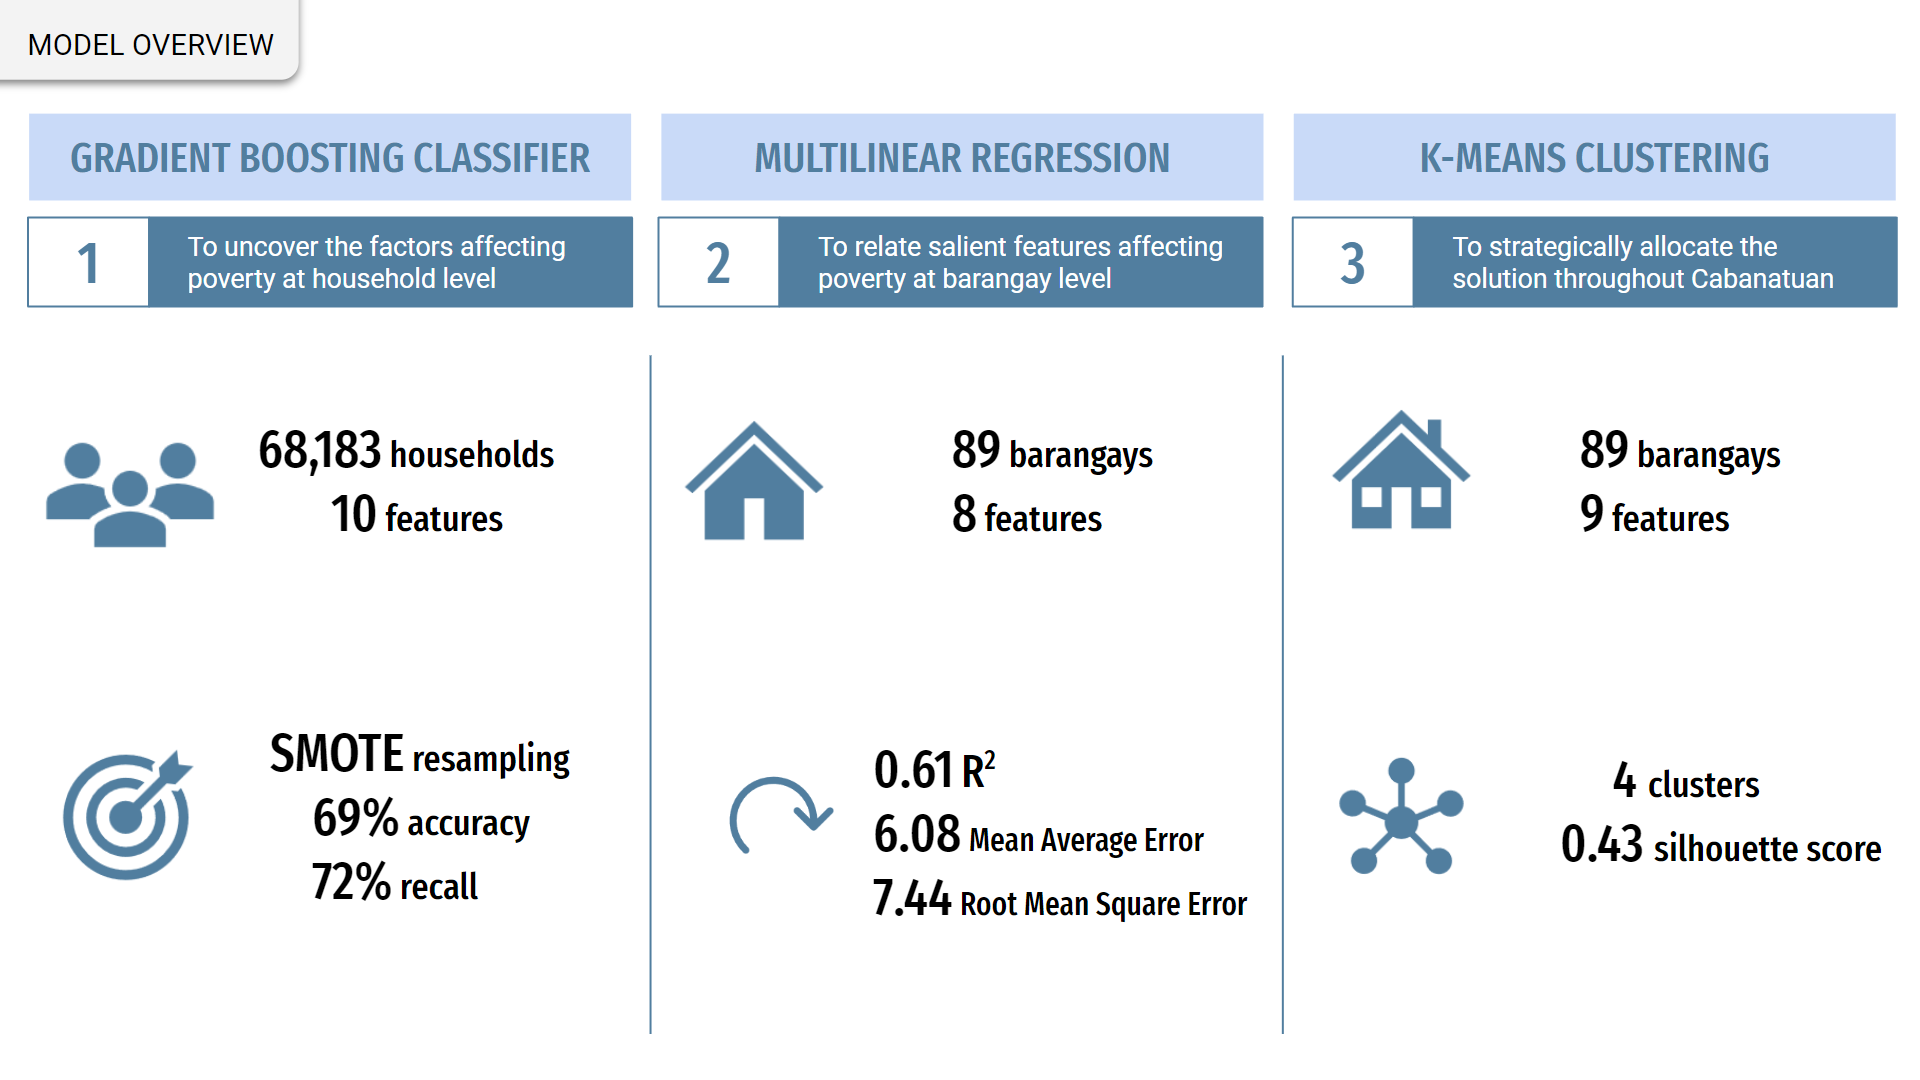 MODEL OVERVIEW
GRADIENT BOOSTING CLASSIFIER
1
To uncover the factors affecting
poverty at household level
68,183 households
10 features
SMOTE resampling
69% accuracy
72% recall
MULTILINEAR REGRESSION
2
To relate salient features affecting
poverty at barangay level
89 barangays
8 features
0.61 R²
6.08 Mean Average Error
7.44 Root Mean Square Error
K-MEANS CLUSTERING
3
To strategically allocate the
solution throughout Cabanatuan
89 barangays
9 features
4 clusters
0.43 silhouette score